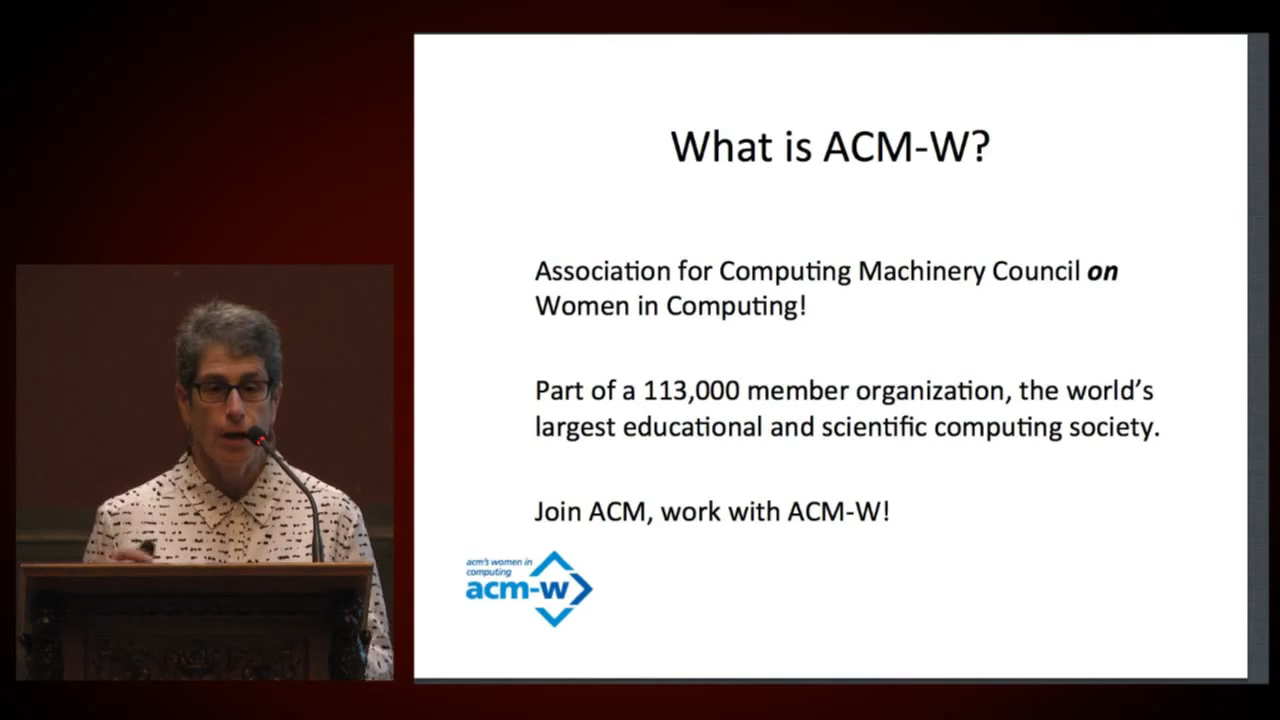 What is ACM-W?
Association for Computing Machinery Council on
Women in Computing!
Part of a 113,000 member organization, the world’s
largest educational and scientific computing society.
Join ACM, work with ACM-W!
acm's women in
computing
acm-w